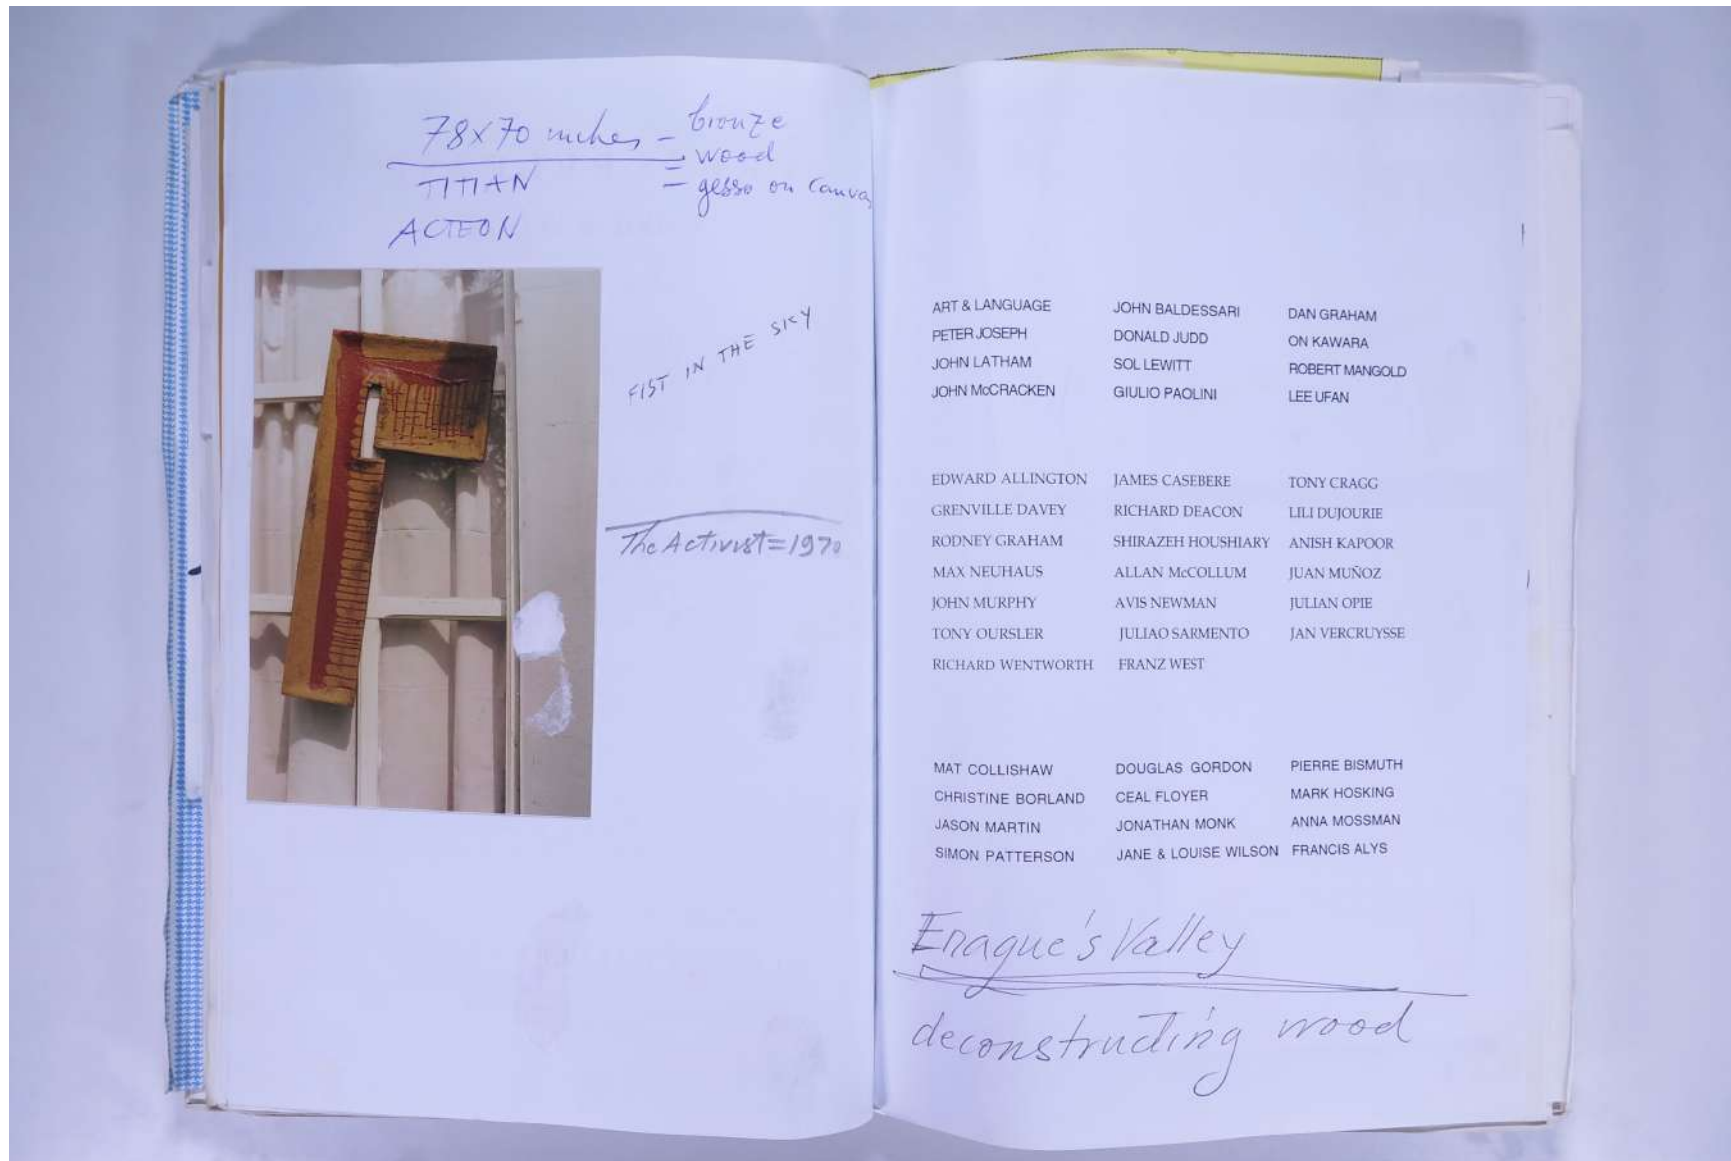 78x70 inches - bronze
= wood
= gesso on canvas
TITIAN
ACTEON
FIST IN THE SKY
The Activist=1970
ART & LANGUAGE JOHN BALDESSARI DAN GRAHAM
PETER JOSEPH DONALD JUDD ON KAWARA
JOHN LATHAM SOL LEWITT ROBERT MANGOLD
JOHN McCRACKEN GIULIO PAOLINI LEE UFAN
EDWARD ALLINGTON JAMES CASEBERE TONY CRAGG
GRENVILLE DAVEY RICHARD DEACON LILI DUJOURIE
RODNEY GRAHAM SHIRAZEH HOUSHIARY ANISH KAPOOR
MAX NEUHAUS ALLAN McCOLLUM JUAN MUÑOZ
JOHN MURPHY AVIS NEWMAN JULIAN OPIE
TONY OURSLER JULIAO SARMENTO JAN VERCRUYSSE
RICHARD WENTWORTH FRANZ WEST
MAT COLLISHAW DOUGLAS GORDON PIERRE BISMUTH
CHRISTINE BORLAND CEAL FLOYER MARK HOSKING
JASON MARTIN JONATHAN MONK ANNA MOSSMAN
SIMON PATTERSON JANE & LOUISE WILSON FRANCIS ALYS
Enague's Valley
deconstructing wood